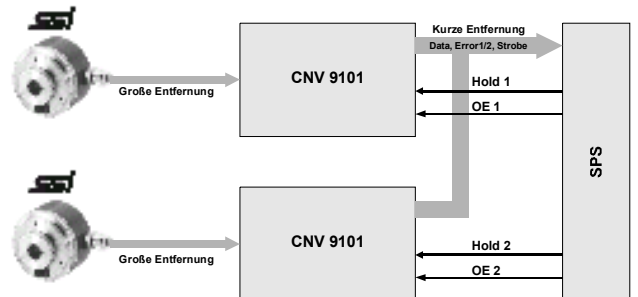 SSI
Große Entfernung
CNV 9101
Kurze Entfernung
Data, Error1/2, Strobe
Hold 1
OE 1
SPS
SSI
Große Entfernung
CNV 9101
Hold 2
OE 2